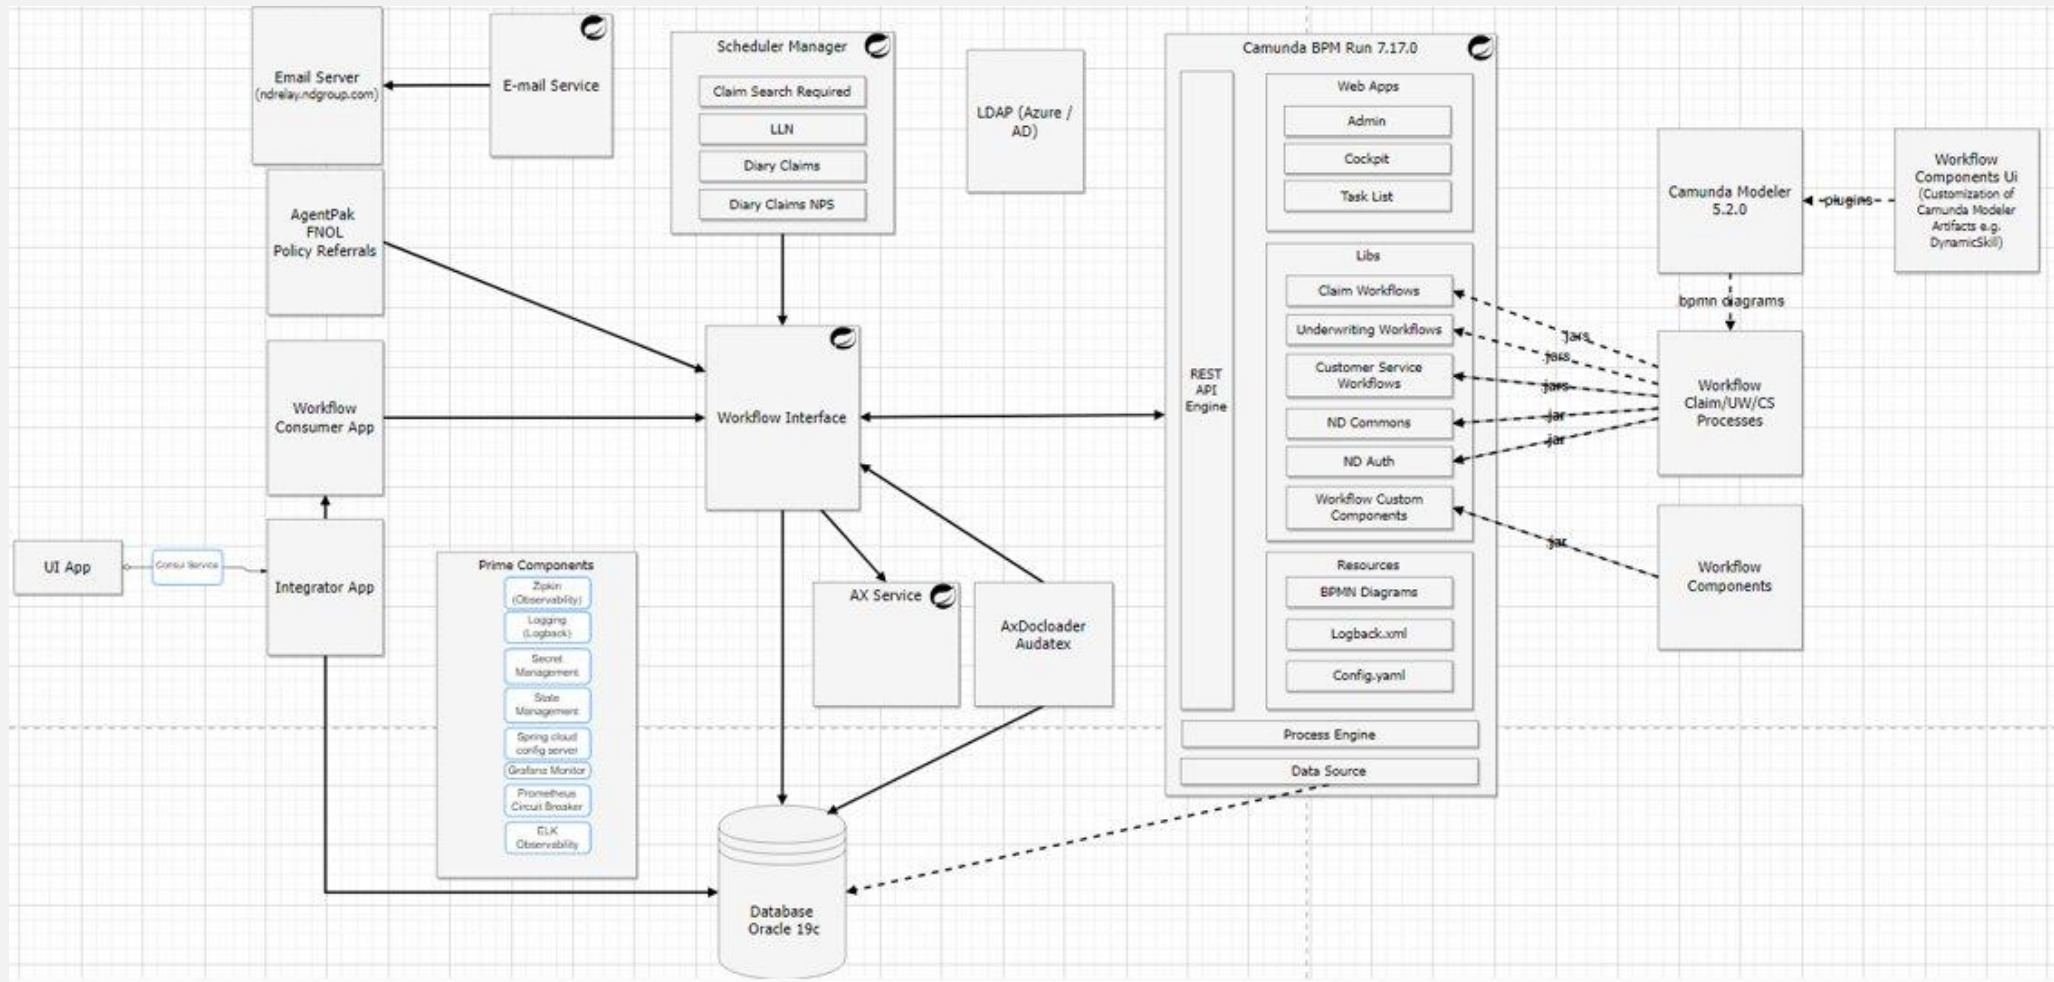 Email Server
(ndrelay.ndgroup.com)
E-mail Service
AgentPak
FNOL
Policy Referrals
Workflow
Consumer App
UI App
Consul Service
Integrator App
Scheduler Manager
Claim Search Required
LLN
Diary Claims
Diary Claims NPS
LDAP (Azure /
AD)
Workflow Interface
Prime Components
Zipkin
(Observability)
Logging
(Logback)
Secret
Management
State
Management
Spring cloud
config server
Grafana Monitor
Prometheus
Circuit Breaker
ELK
Observability
AX Service
AxDocloader
Audatex
Database
Oracle 19c
Camunda BPM Run 7.17.0
REST
API
Engine
Web Apps
Admin
Cockpit
Task List
Libs
Claim Workflows
Underwriting Workflows
Customer Service
Workflows
ND Commons
ND Auth
Workflow Custom
Components
Resources
BPMN Diagrams
Logback.xml
Config.yaml
Process Engine
Data Source
.jars
.jars
.jars
.jar
.jar
.jar
Camunda Modeler
5.2.0
plugins
Workflow
Components Ui
(Customization of
Camunda Modeler
Artifacts e.g.
DynamicSkill)
bpmn diagrams
Workflow
Claim/UW/CS
Processes
Workflow
Components